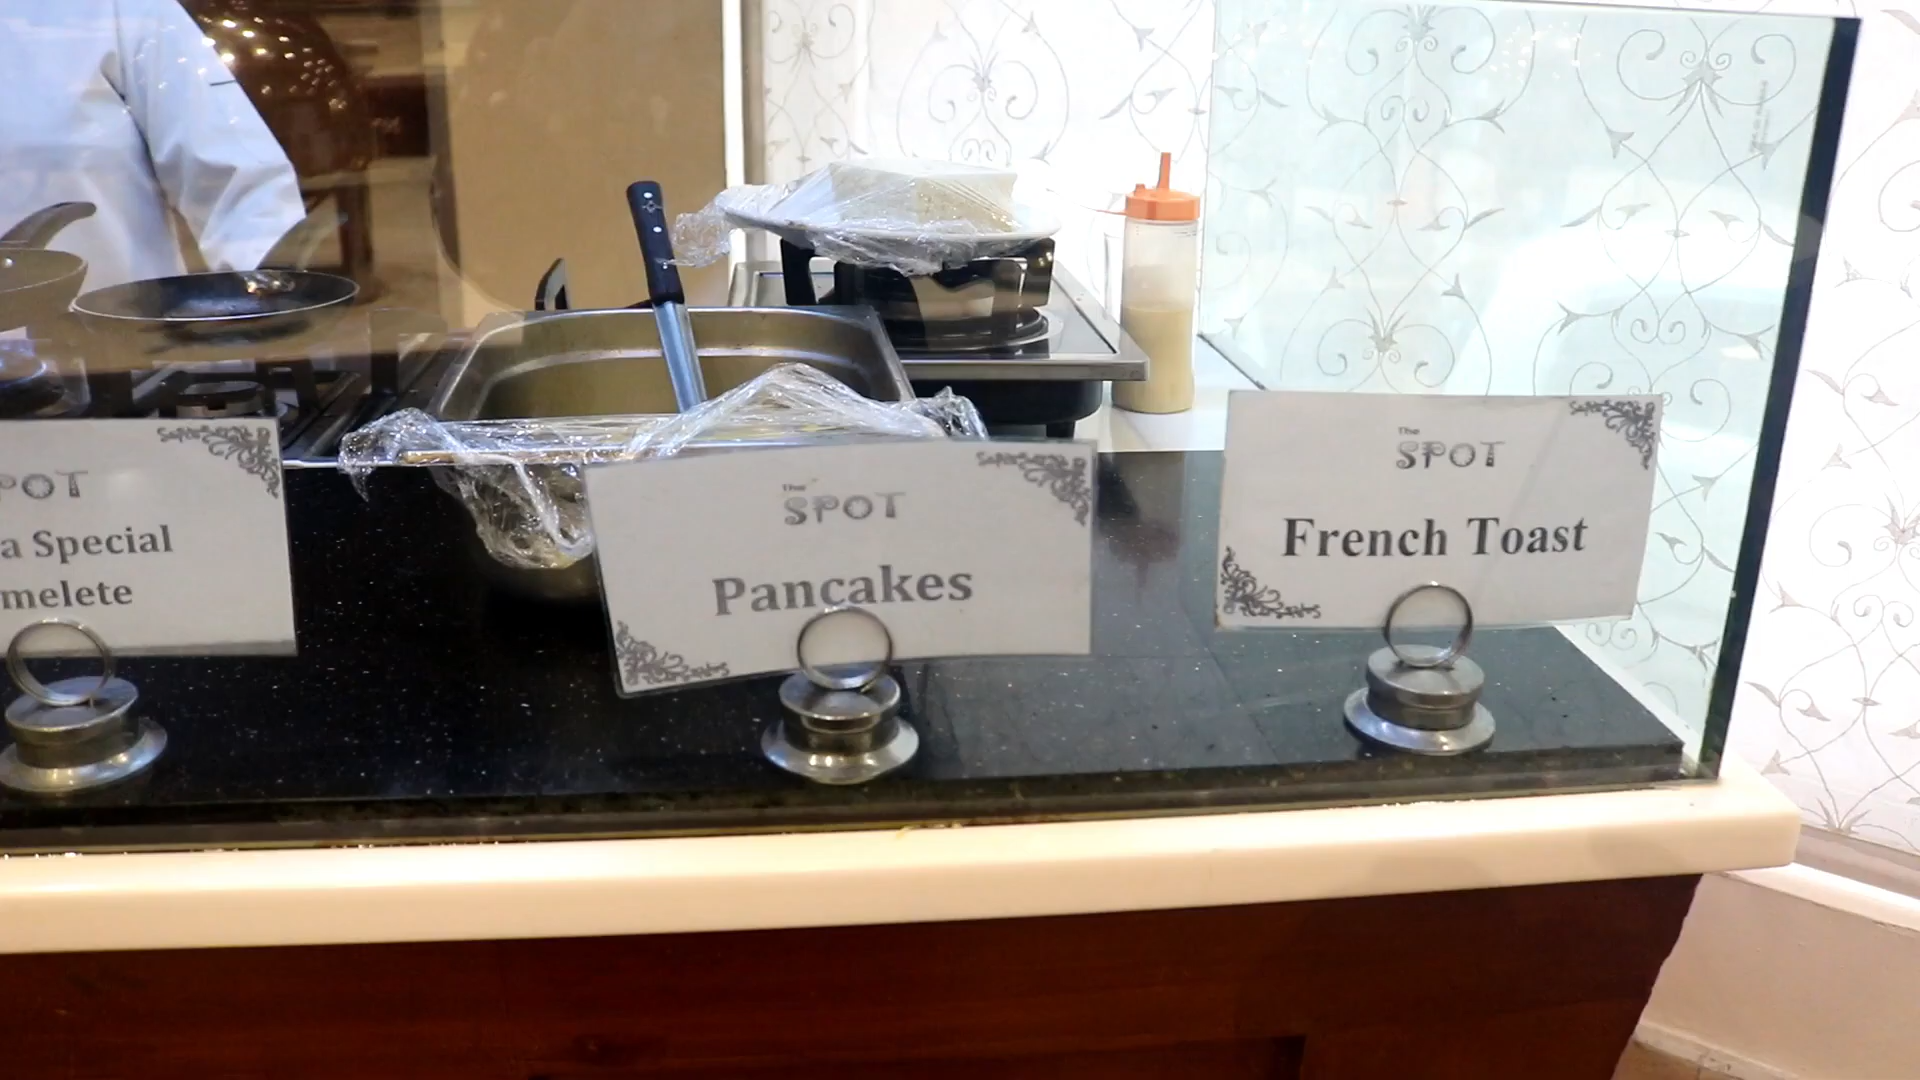 POT
a Special
melete
The
SPOT
Pancakes
The
SPOT
French Toast